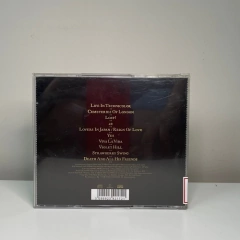 Life In Technicolor
Cemeteries Of London
Lost!
42
Lovers In Japan / Reign Of Love
Yes
Viva La Vida
Violet Hill
Strawberry Swing
Death And All His Friends